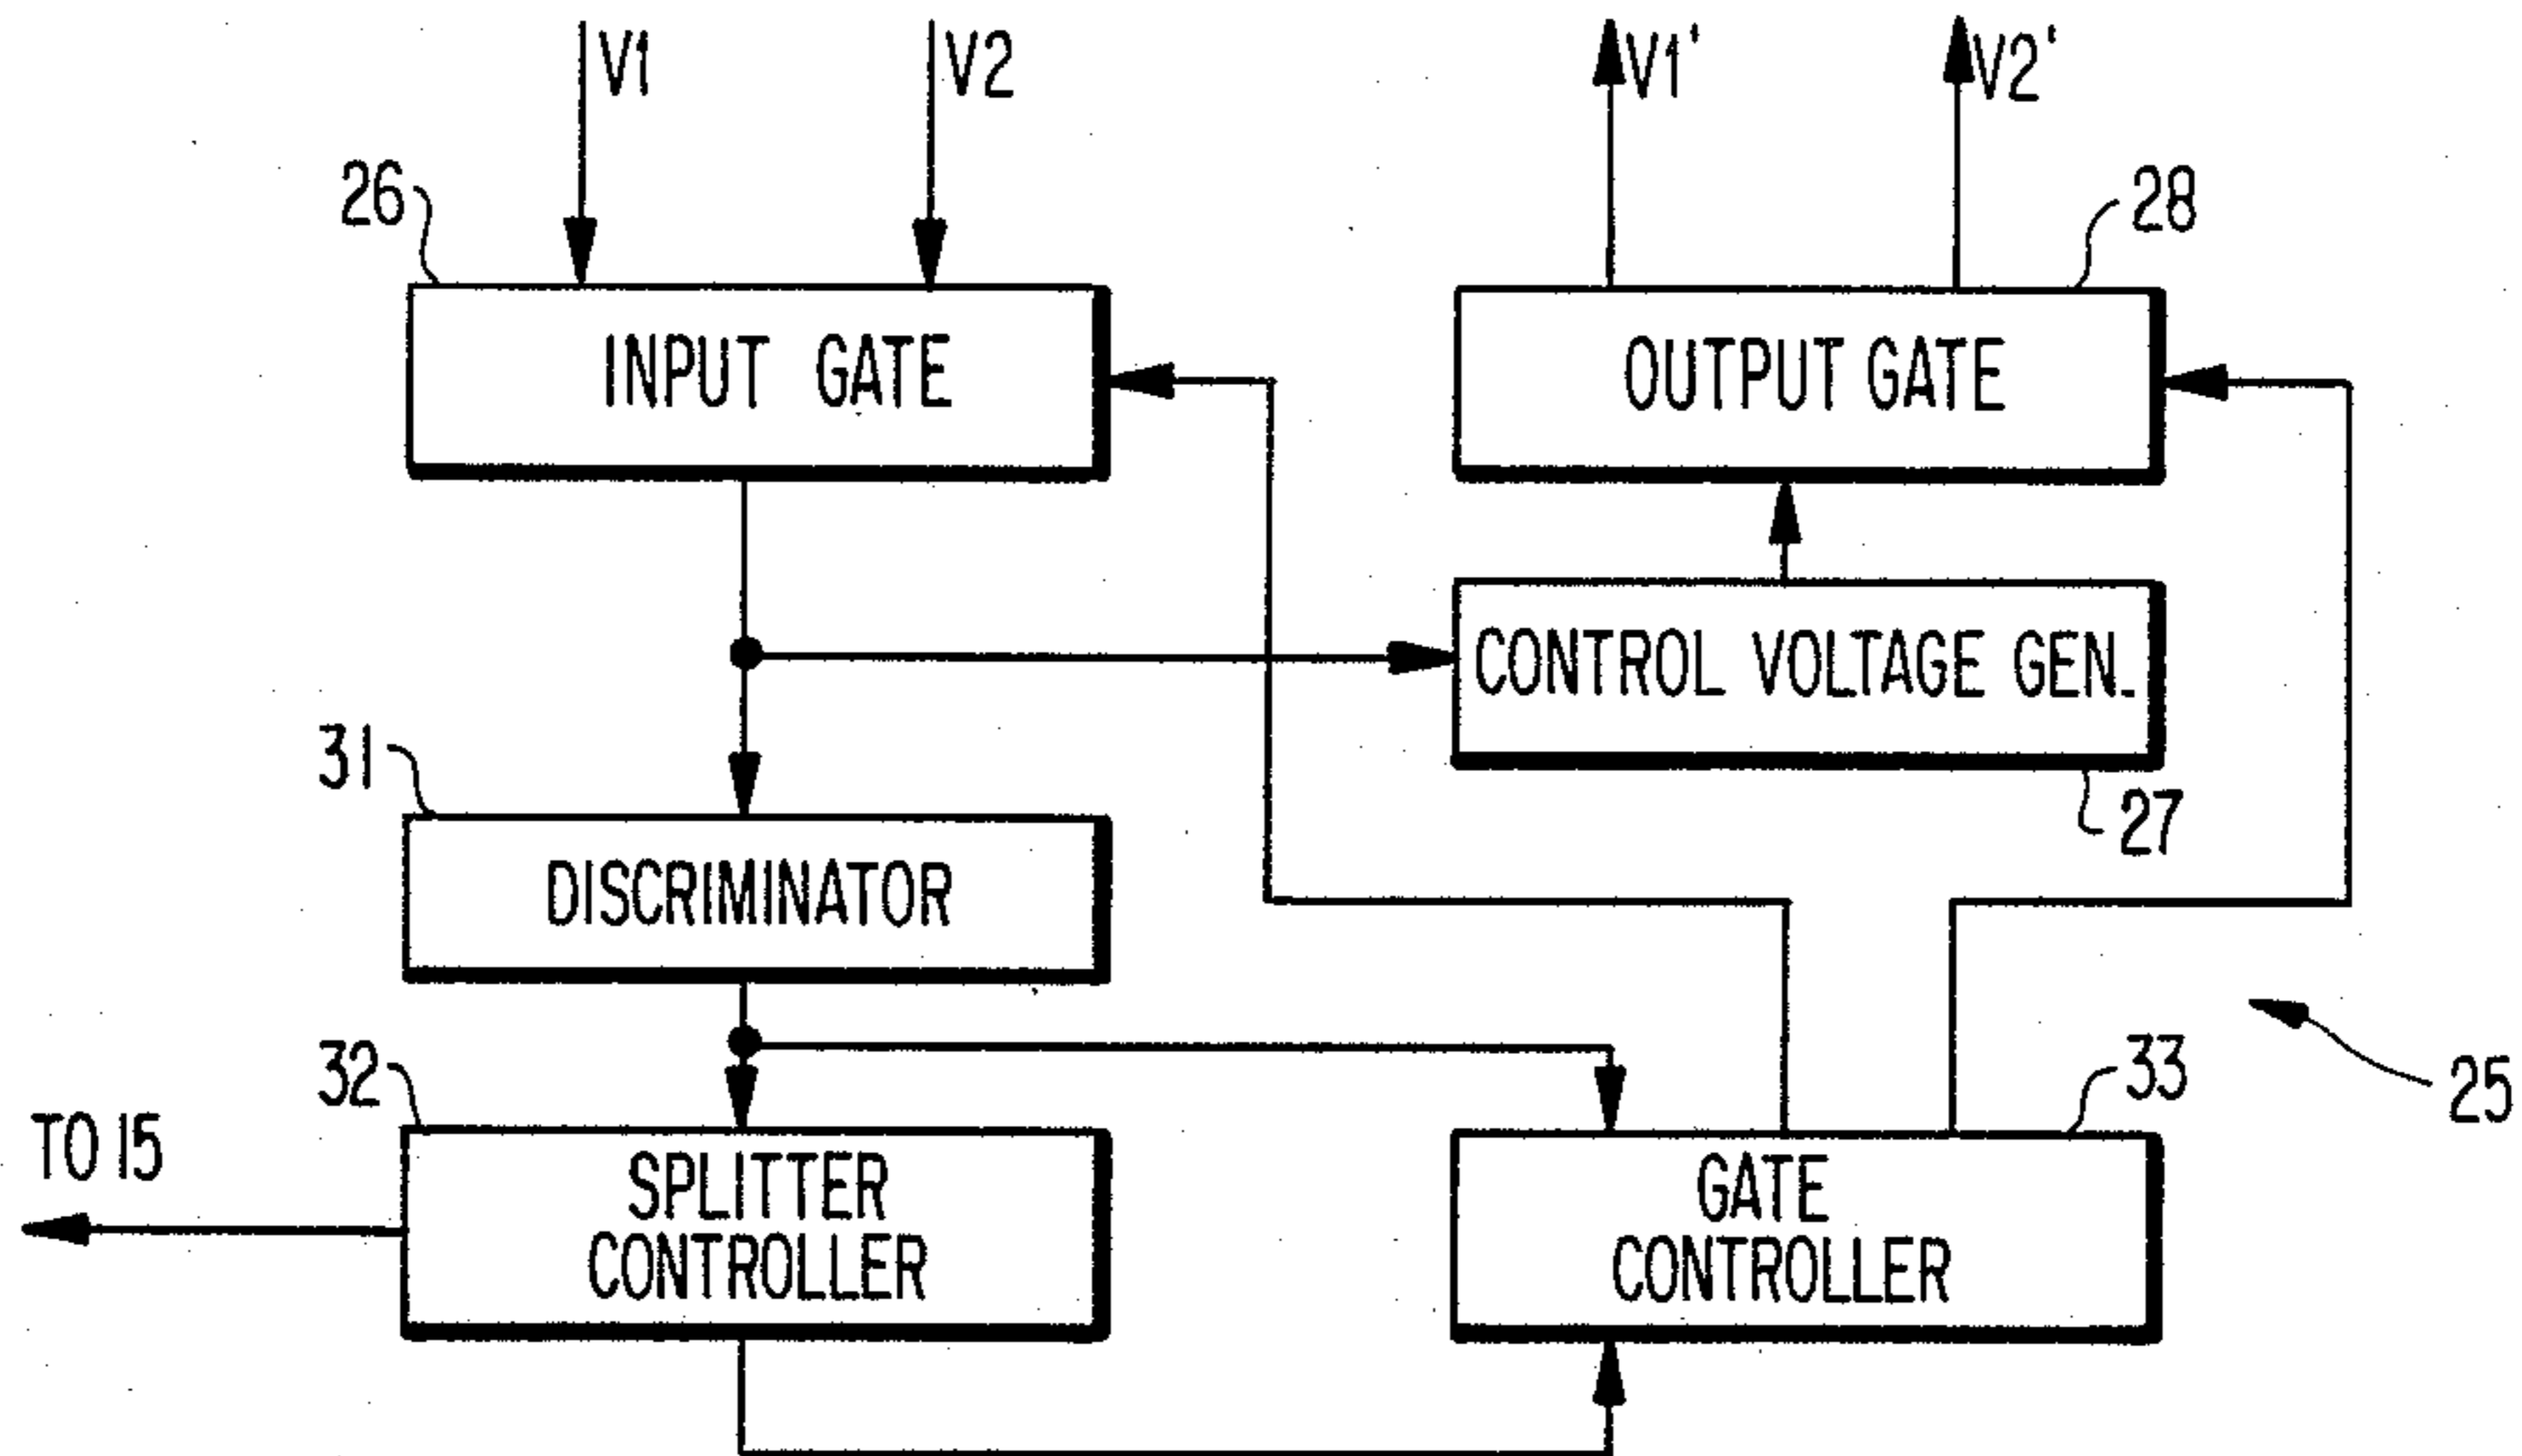 V1
V2
V1'
V2'
26
28
INPUT GATE
OUTPUT GATE
CONTROL VOLTAGE GEN.
31
27
DISCRIMINATOR
32
33
25
TO 15
SPLITTER
CONTROLLER
GATE
CONTROLLER